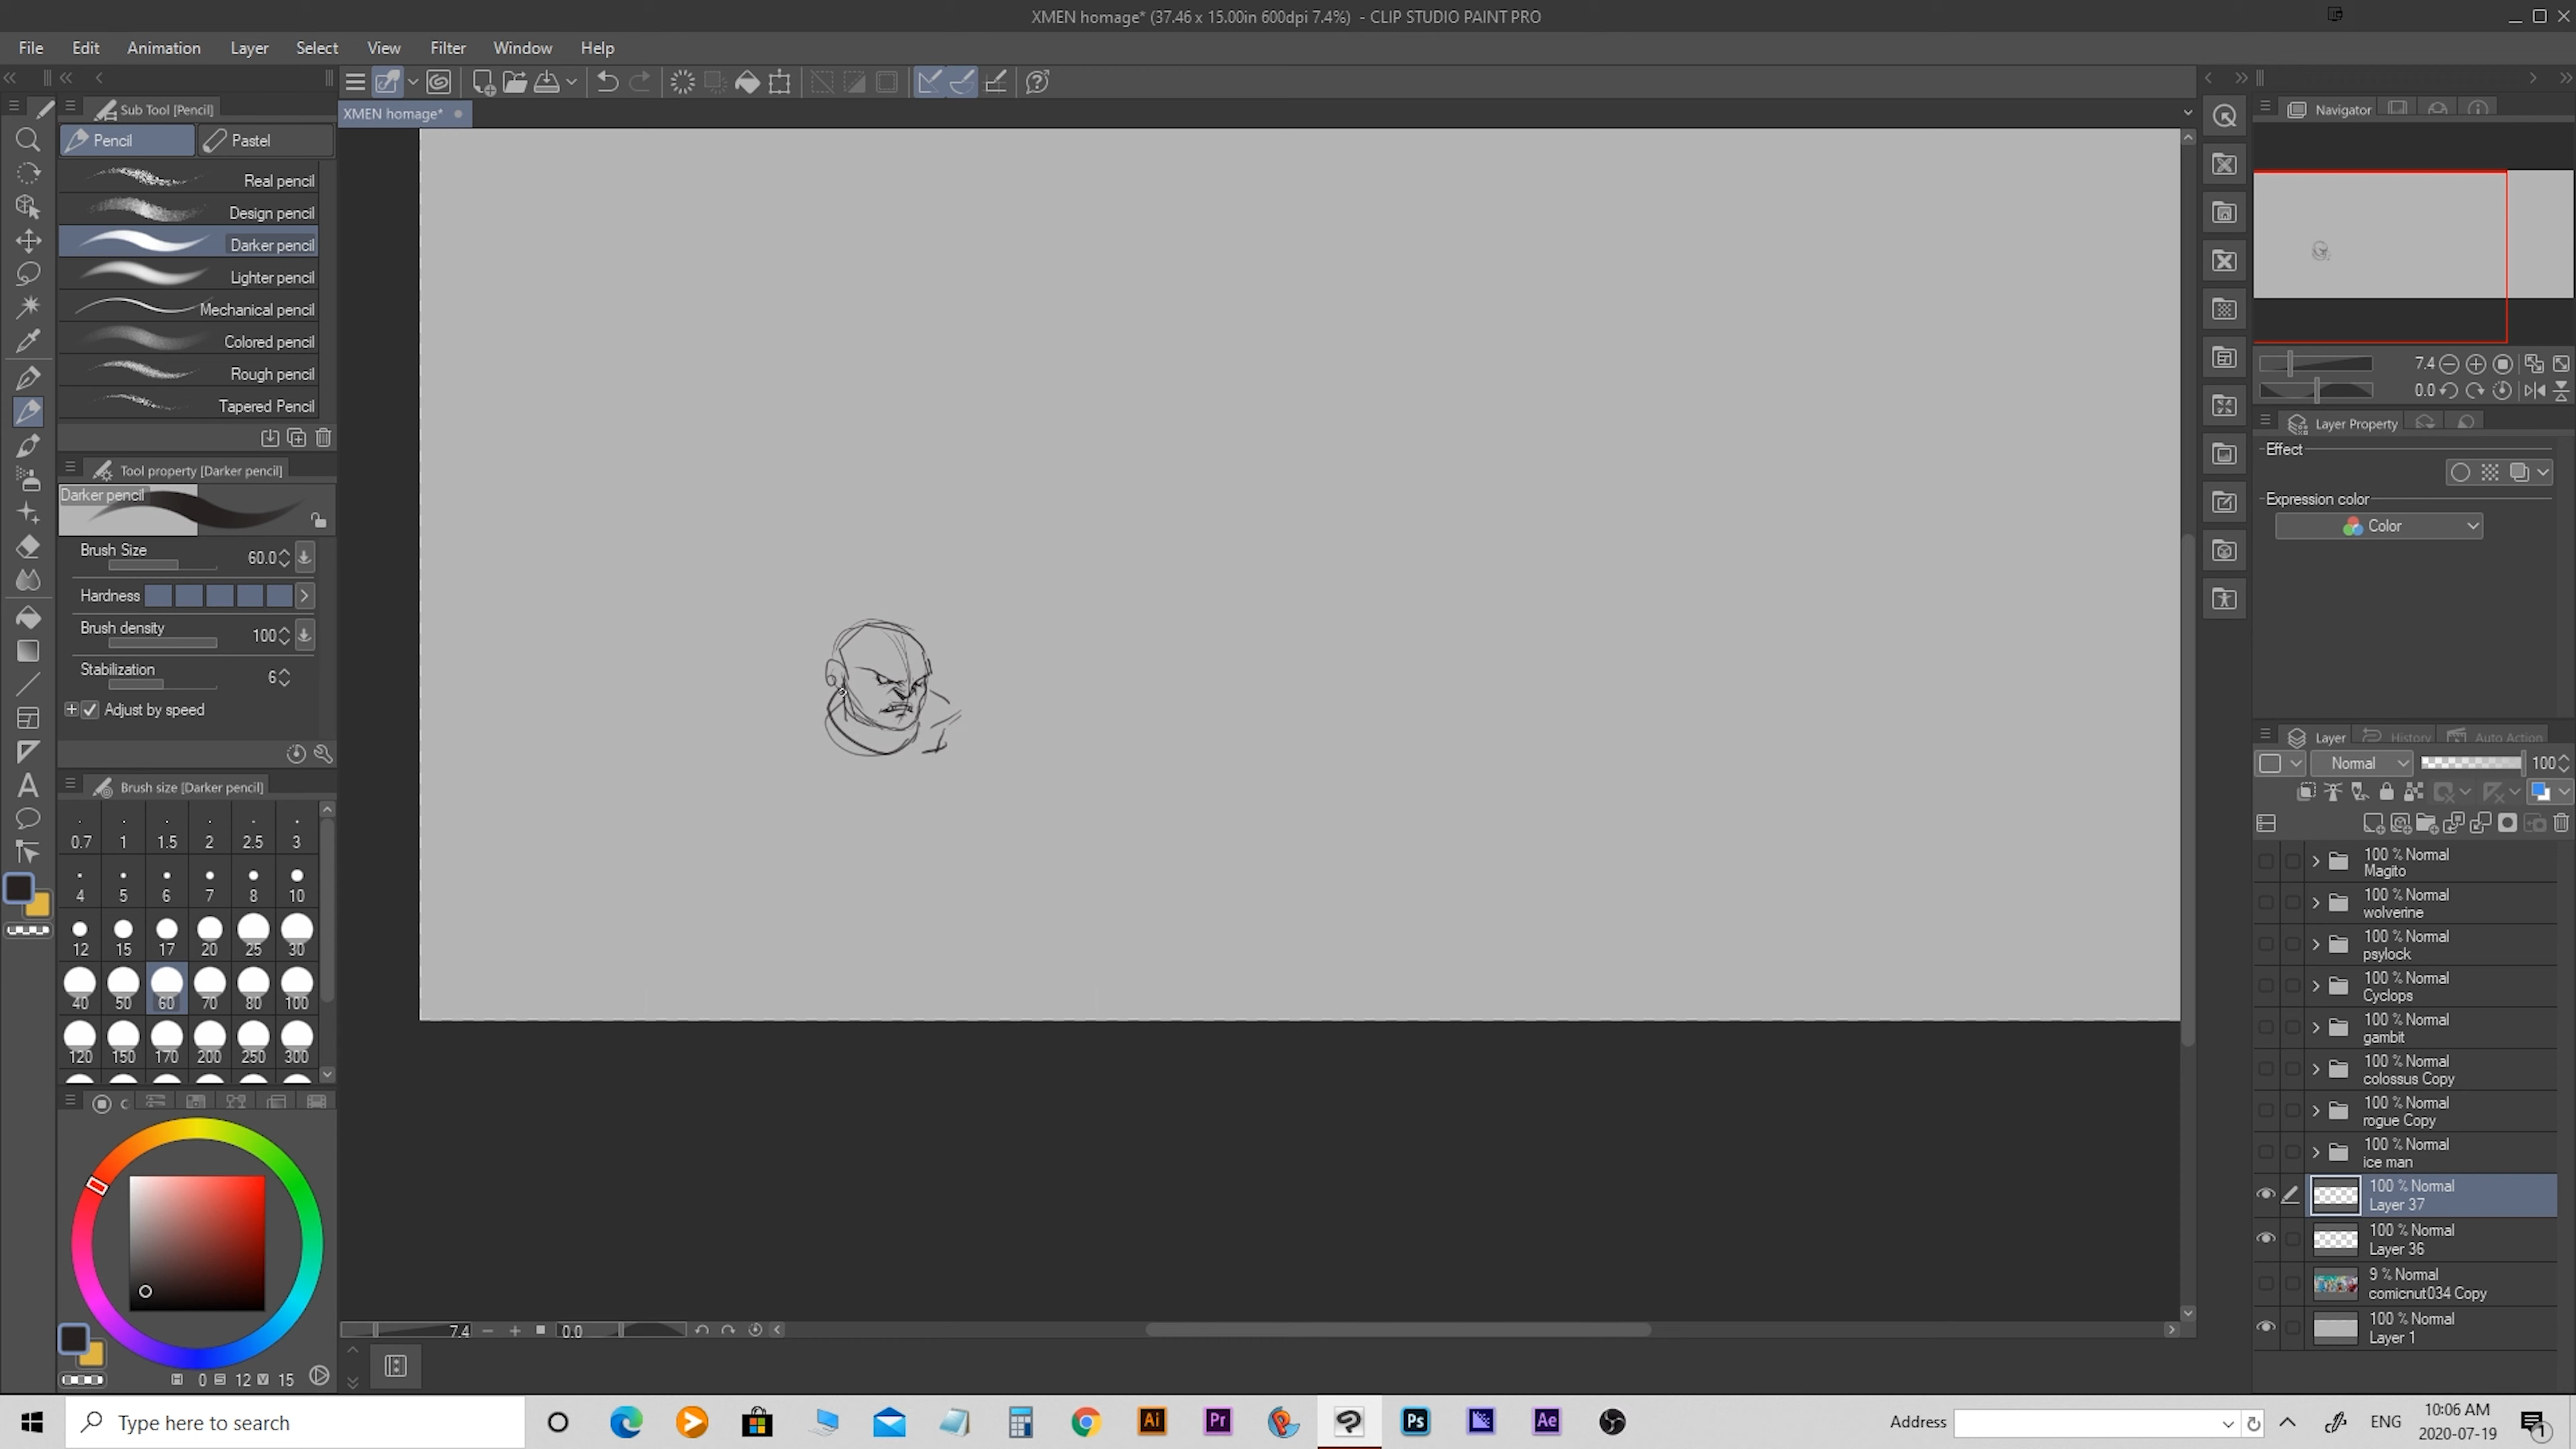 XMEN homage* (37.46 x 15.00in 600dpi 7.4%) - CLIP STUDIO PAINT PRO
File Edit Animation Layer Select View Filter Window Help
Sub Tool [Pencil]
XMEN homage*
Navigator
Pencil Pastel
Real pencil
Design pencil
Darker pencil
Lighter pencil
Mechanical pencil
Colored pencil
Rough pencil
Tapered Pencil
Tool property [Darker pencil]
Darker pencil
Brush Size 60.0
Hardness
Brush density 100
Stabilization 6
Adjust by speed
Brush size [Darker pencil]
0.7 1 1.5 2 2.5 3
4 5 6 7 8 10
12 15 17 20 25 30
40 50 60 70 80 100
120 150 170 200 250 300
0 12 15
7.4 0.0
7.4
0.0
Layer Property
Effect
Expression color
Color
Layer History Auto Action
Normal 100
100 % Normal
Magito
100 % Normal
wolverine
100 % Normal
psylock
100 % Normal
Cyclops
100 % Normal
gambit
100 % Normal
colossus Copy
100 % Normal
rogue Copy
100 % Normal
ice man
100 % Normal
Layer 37
100 % Normal
Layer 36
9 % Normal
comicnut034 Copy
100 % Normal
Layer 1
Type here to search
Ai Pr Ps Ae
Address
ENG
10:06 AM
2020-07-19
1